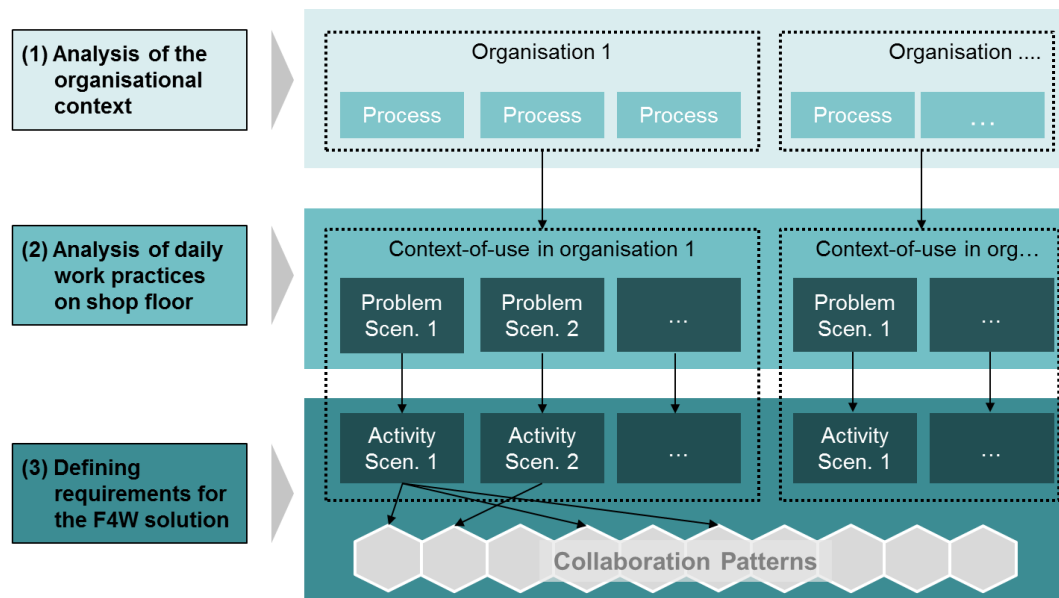 (1) Analysis of the
organisational
context
Organisation 1
Process
Process
Process
Organisation ....
Process
...
(2) Analysis of daily
work practices
on shop floor
Context-of-use in organisation 1
Problem
Scen. 1
Problem
Scen. 2
...
Context-of-use in org…
Problem
Scen. 1
...
(3) Defining
requirements for
the F4W solution
Activity
Scen. 1
Activity
Scen. 2
...
Activity
Scen. 1
...
Collaboration Patterns